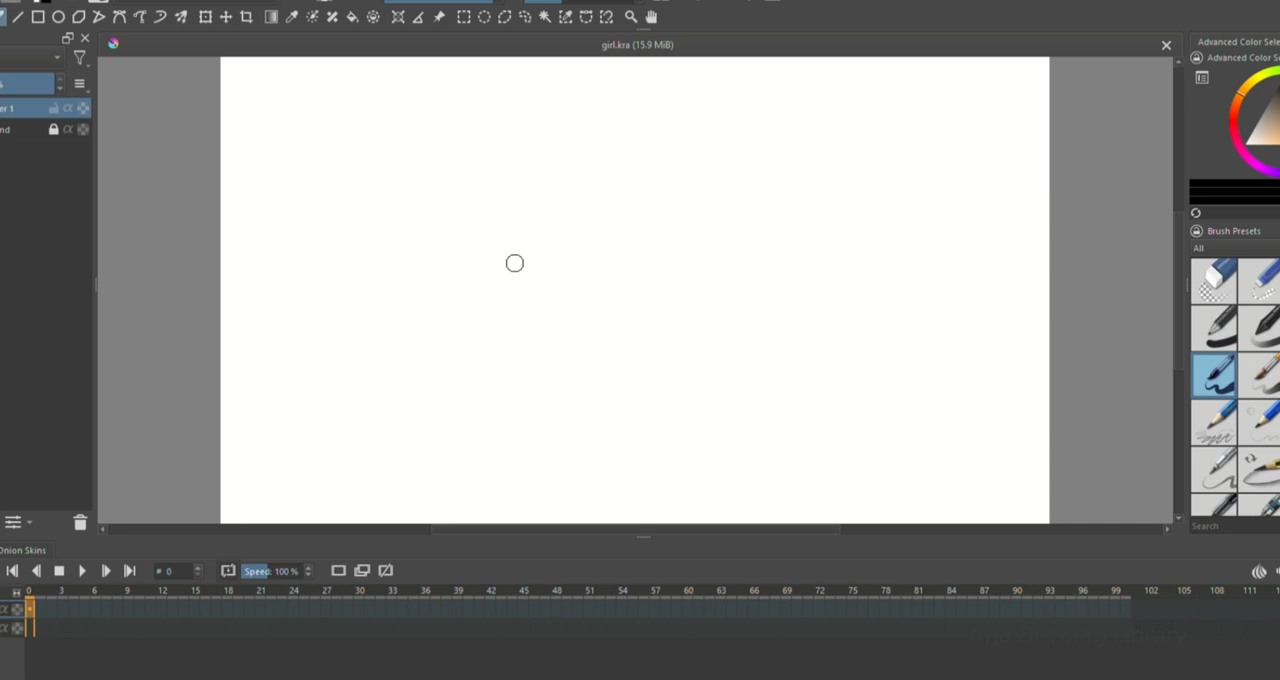 girl.kra (15.9 MiB)
Advanced Color Sele
Advanced Color Se
er 1
nd
Brush Presets
All
Search
Onion Skins
# 0
Speed: 100 %
0 3 6 9 12 15 18 21 24 27 30 33 36 39 42 45 48 51 54 57 60 63 66 69 72 75 78 81 84 87 90 93 96 99 102 105 108 111